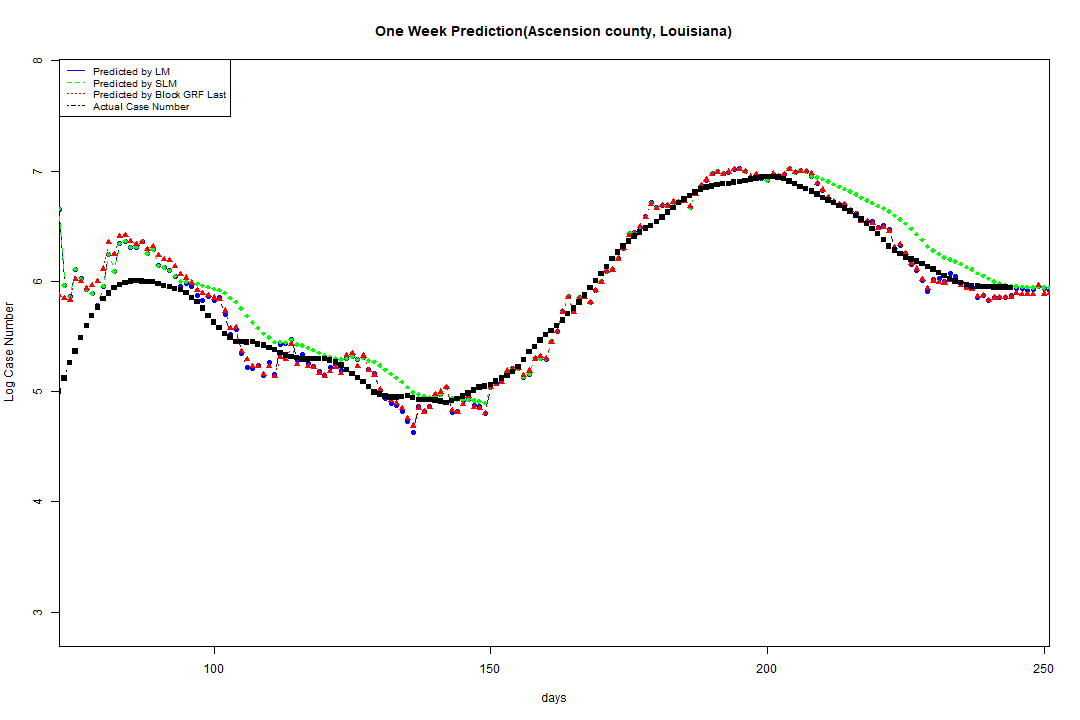 One Week Prediction(Ascension county, Louisiana)
Predicted by LM
Predicted by SLM
Predicted by Block GRF Last
Actual Case Number
8
7
6
5
4
3
Log Case Number
100
150
200
250
days